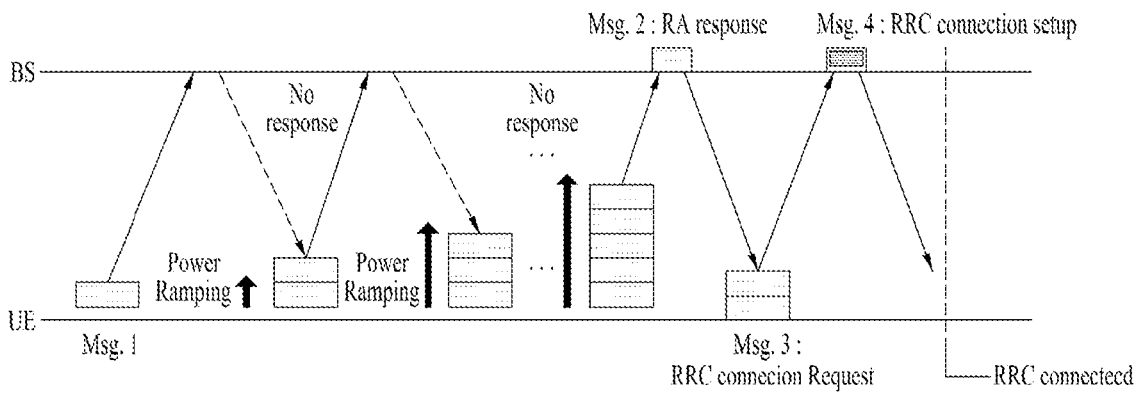 Msg. 2 : RA response
Msg. 4 : RRC connection setup
BS
No
response
No
response
. . .
Power
Ramping
Power
Ramping
. . .
UE
Msg. 1
Msg. 3 :
RRC connecion Request
RRC connectecd